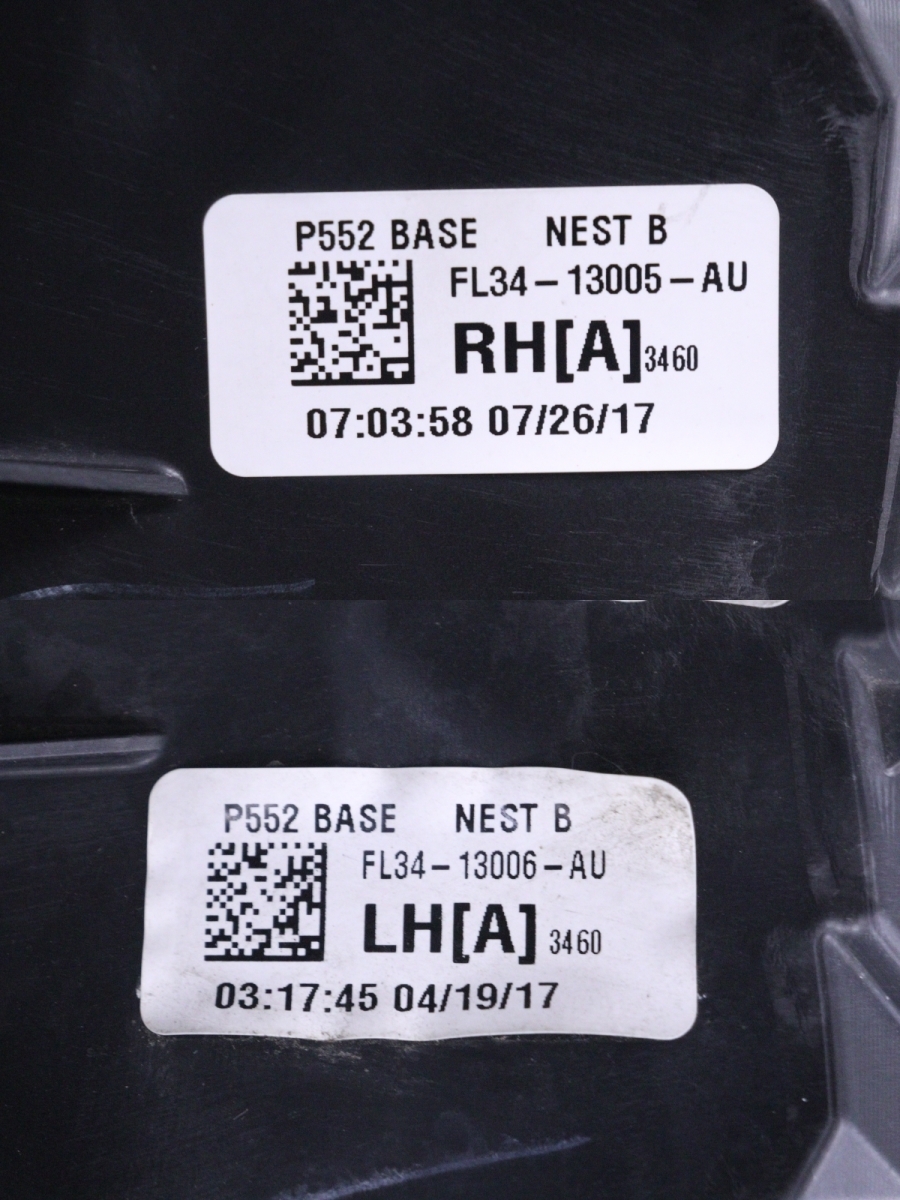 P552 BASE NEST B
FL34-13005-AU
RH[A] 3460
07:03:58 07/26/17
P552 BASE NEST B
FL34-13006-AU
LH[A] 3460
03:17:45 04/19/17